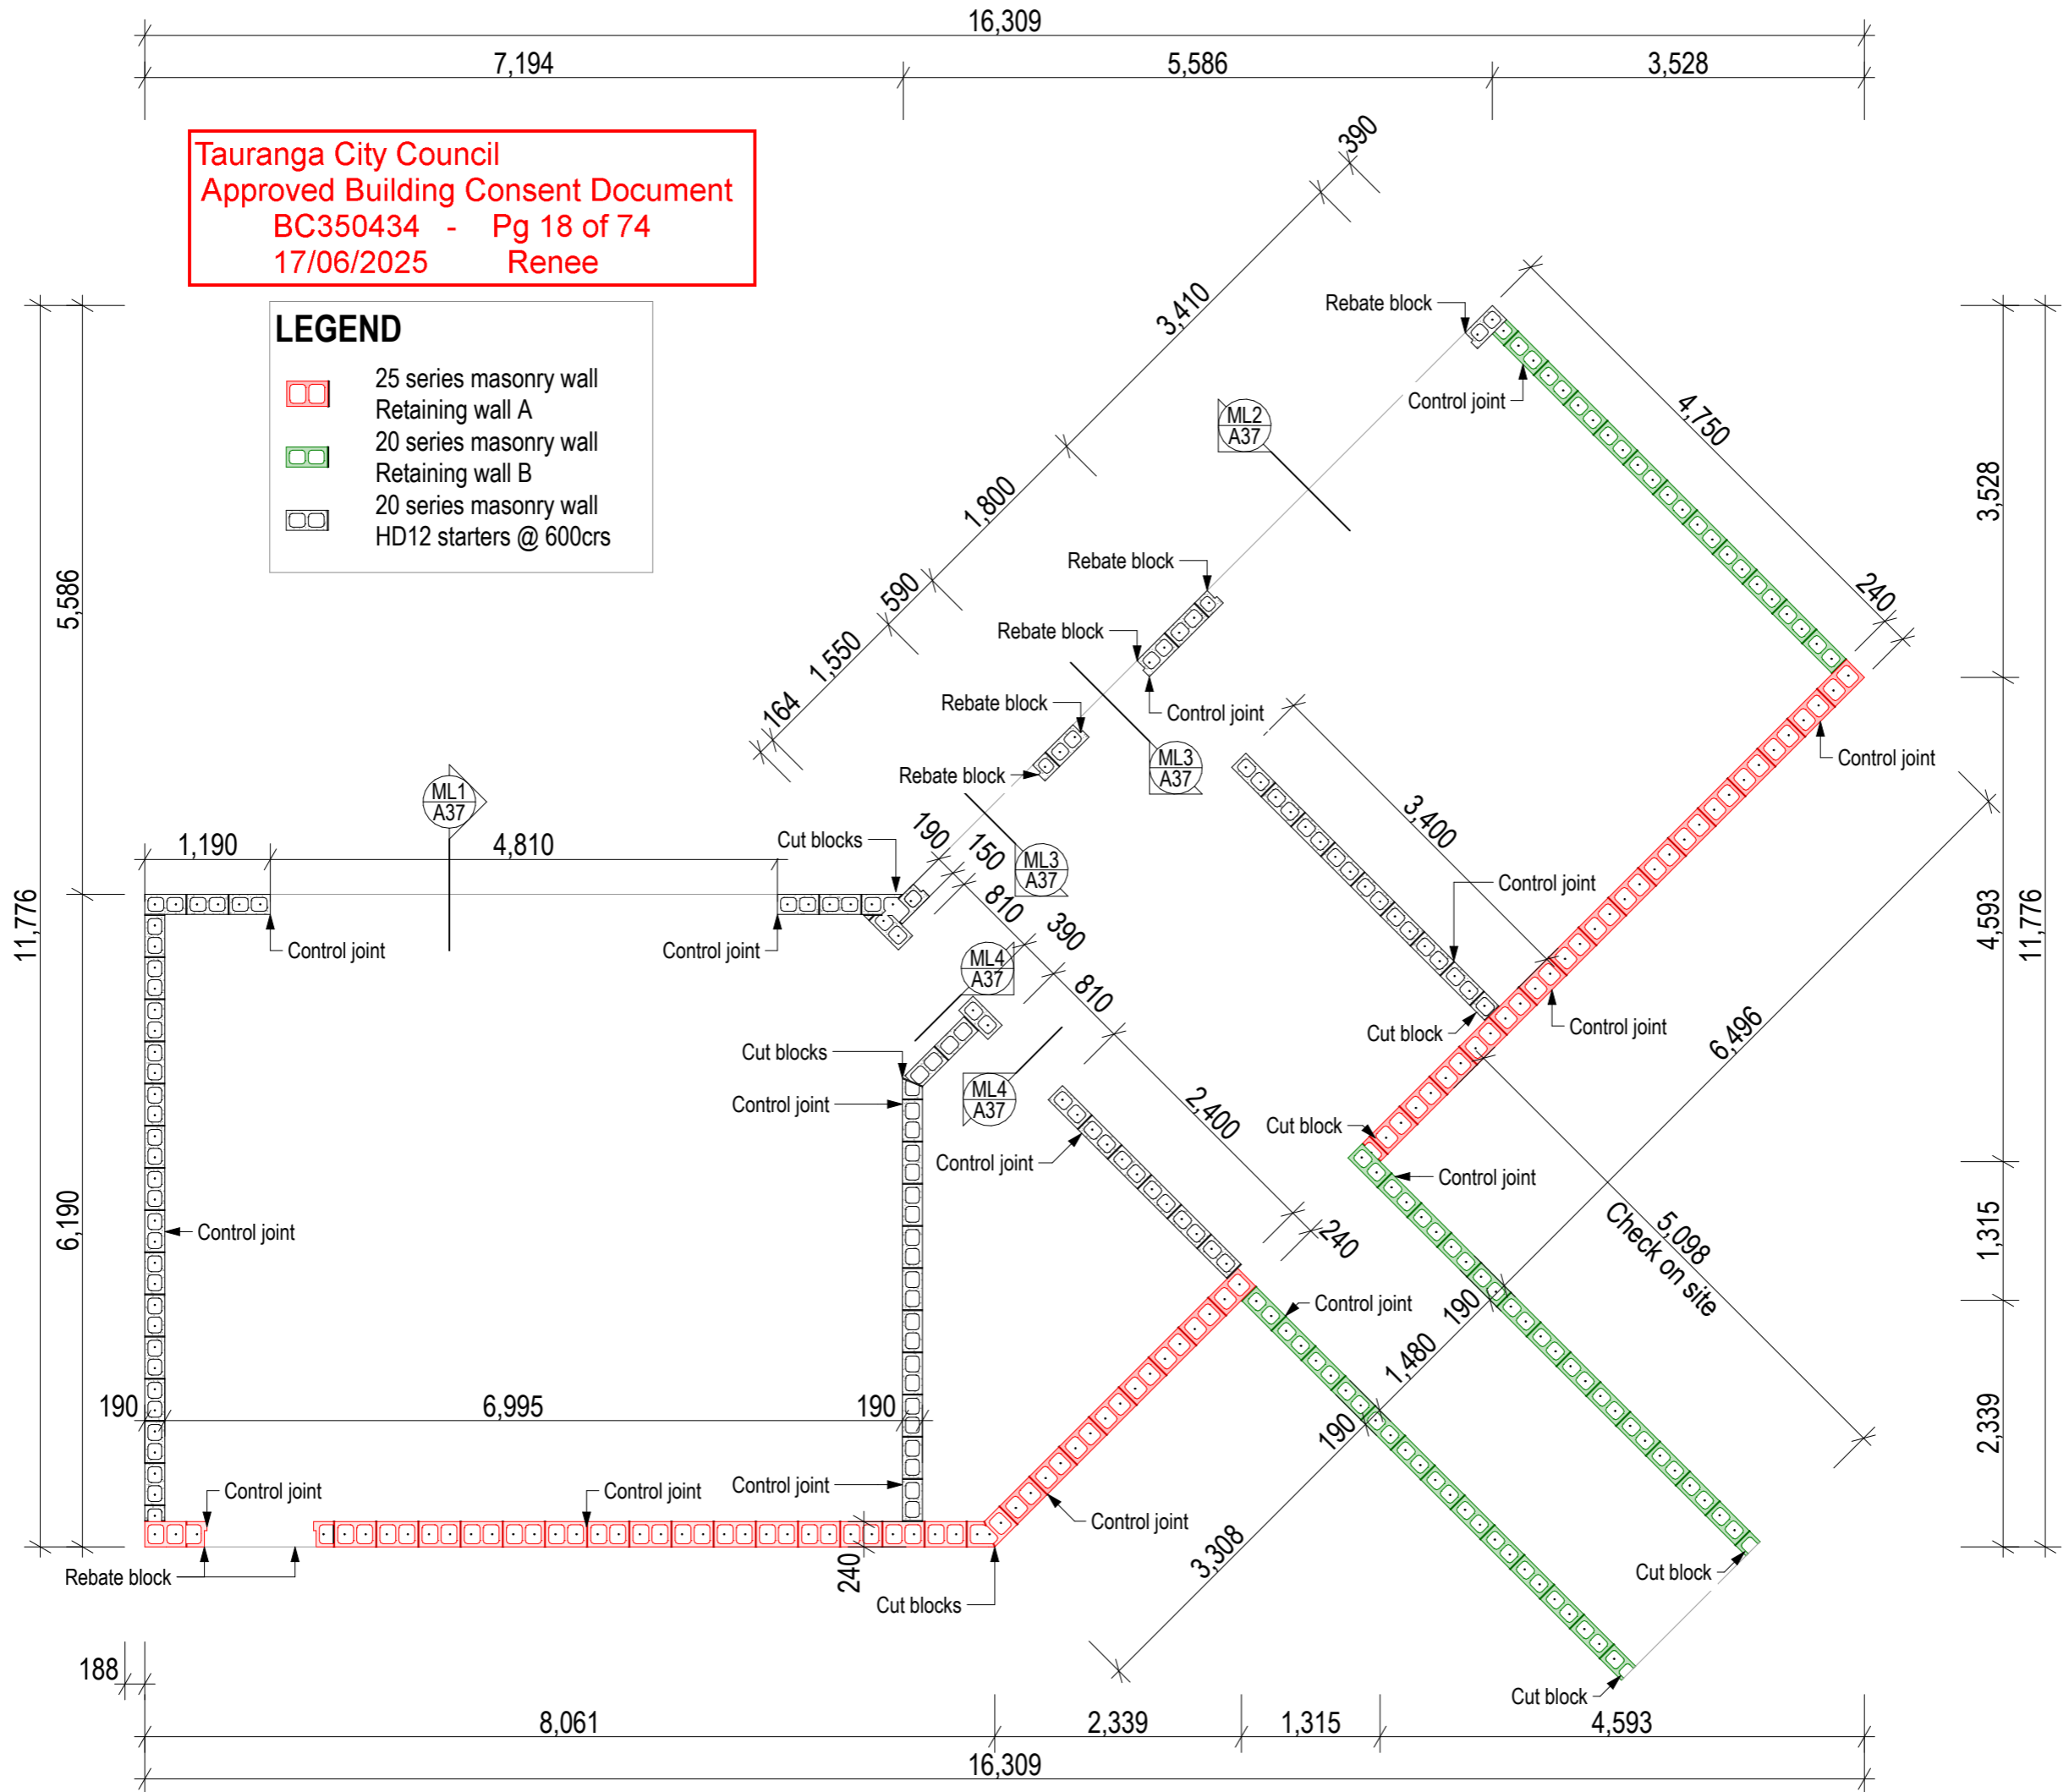 16,309
7,194
5,586
3,528
390
Tauranga City Council
Approved Building Consent Document
BC350434 - Pg 18 of 74
17/06/2025 Renee
LEGEND
25 series masonry wall
Retaining wall A
20 series masonry wall
Retaining wall B
20 series masonry wall
HD12 starters @ 600crs
3,410
1,800
590
1,550
164
Rebate block
Control joint
ML2
A37
4,750
240
Rebate block
Rebate block
Control joint
Rebate block
ML3
A37
Rebate block
Control joint
ML1
A37
1,190
4,810
Cut blocks
190
150
810
390
810
ML3
A37
3,400
Control joint
Control joint
Control joint
ML4
A37
Cut block
Control joint
6,496
Cut blocks
Control joint
ML4
A37
Control joint
2,400
240
Cut block
Control joint
5,098
Check on site
Control joint
Control joint
190
1,480
190
190
6,995
190
Control joint
Control joint
Control joint
Control joint
3,308
Rebate block
240
Cut blocks
Cut block
Cut block
5,586
11,776
6,190
3,528
4,593
11,776
1,315
2,339
188
8,061
2,339
1,315
4,593
16,309